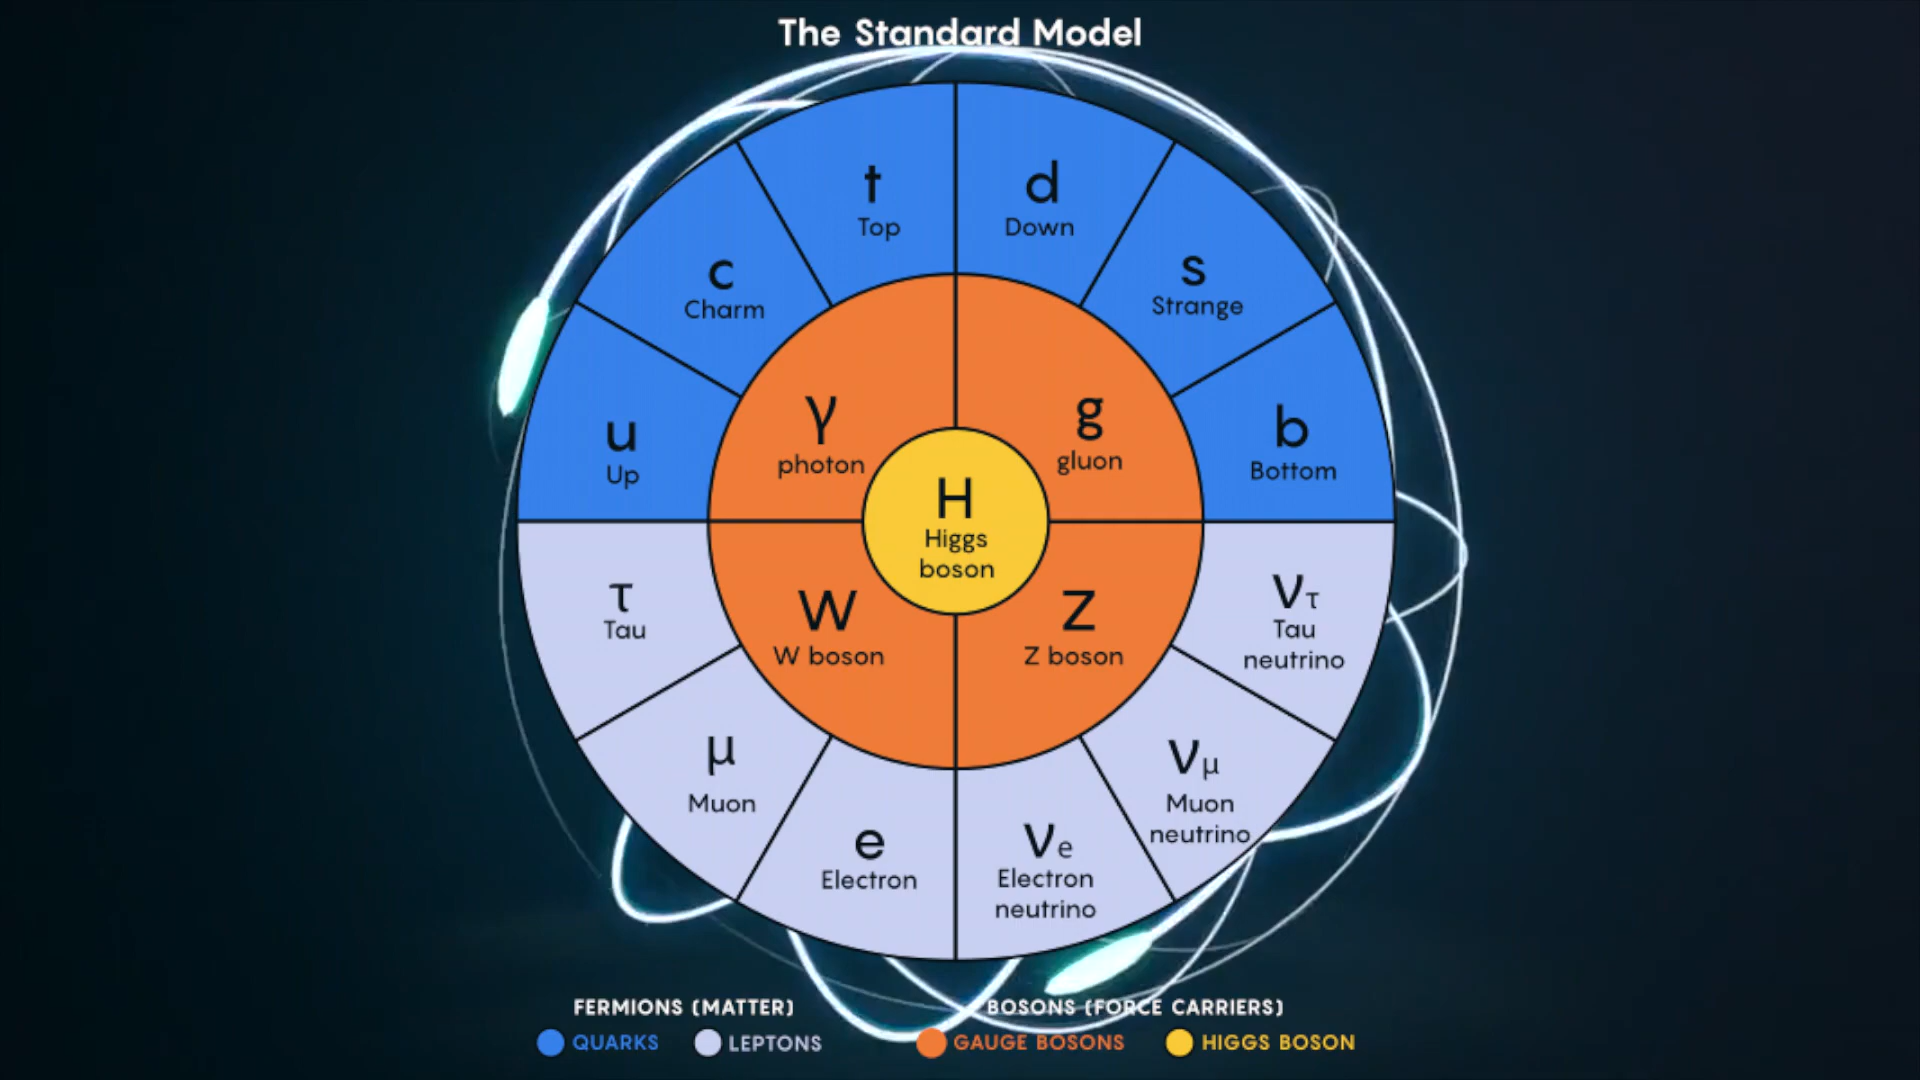 The Standard Model
t
Top
d
Down
c
Charm
s
Strange
u
Up
γ
photon
g
gluon
b
Bottom
H
Higgs
boson
τ
Tau
W
W boson
Z
Z boson
ντ
Tau
neutrino
μ
Muon
νμ
Muon
neutrino
e
Electron
νe
Electron
neutrino
FERMIONS (MATTER)
QUARKS
LEPTONS
BOSONS (FORCE CARRIERS)
GAUGE BOSONS
HIGGS BOSON